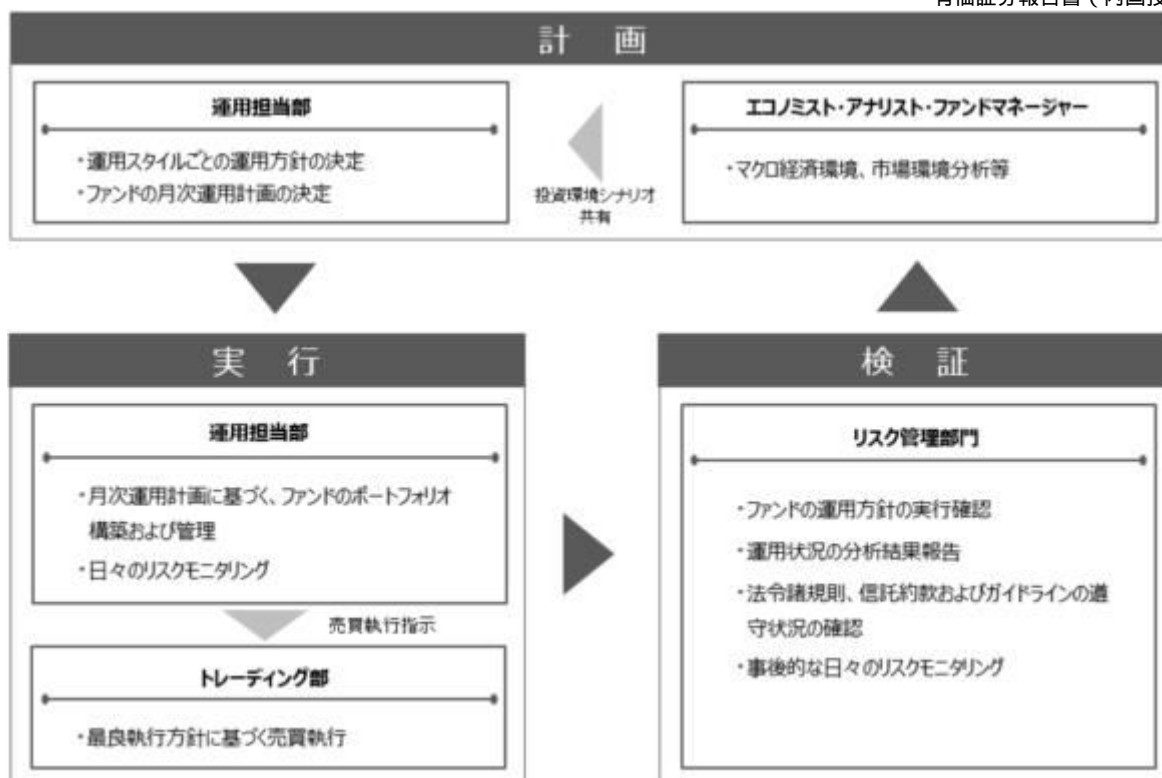 計 画
運用担当部
・運用スタイルごとの運用方針の決定
・ファンドの月次運用計画の決定
投資環境シナリオ
共有
エコノミスト・アナリスト・ファンドマネージャー
・マクロ経済環境、市場環境分析等
実 行
運用担当部
・月次運用計画に基づく、ファンドのポートフォリオ
構築および管理
・日々のリスクモニタリング
売買執行指示
トレーディング部
・最良執行方針に基づく売買執行
検 証
リスク管理部門
・ファンドの運用方針の実行確認
・運用状況の分析結果報告
・法令諸規則、信託約款およびガイドラインの遵
守状況の確認
・事後的な日々のリスクモニタリング